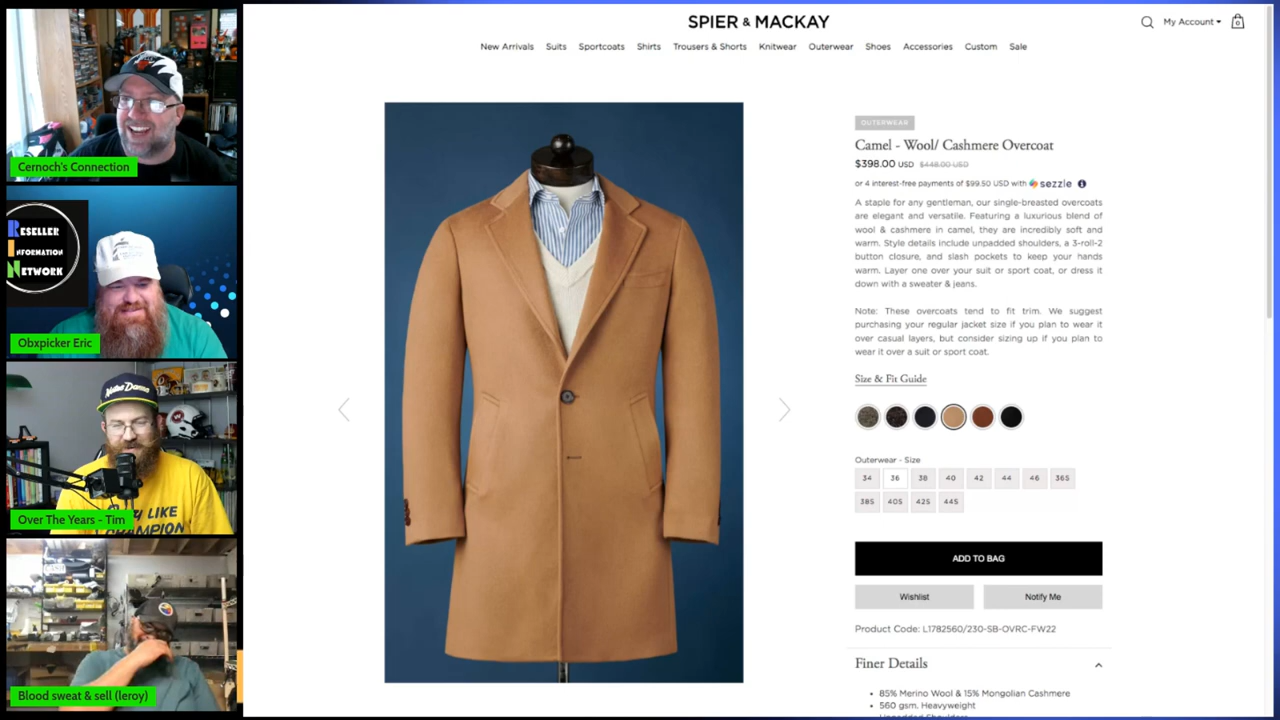 Cernoch's Connection
RESELLER
INFORMATION
NETWORK
Obxpicker Eric
Notre Dame
LIKE
CHAMPION
Over The Years - Tim
Blood sweat & sell (leroy)
SPIER & MACKAY
My Account
0
New Arrivals Suits Sportcoats Shirts Trousers & Shorts Knitwear Outerwear Shoes Accessories Custom Sale
OUTERWEAR
Camel - Wool/ Cashmere Overcoat
$398.00 USD $448.00 USD
or 4 interest-free payments of $99.50 USD with sezzle
A staple for any gentleman, our single-breasted overcoats
are elegant and versatile. Featuring a luxurious blend of
wool & cashmere in camel, they are incredibly soft and
warm. Style details include unpadded shoulders, a 3-roll-2
button closure, and slash pockets to keep your hands
warm. Layer one over your suit or sport coat, or dress it
down with a sweater & jeans.
Note: These overcoats tend to fit trim. We suggest
purchasing your regular jacket size if you plan to wear it
over casual layers, but consider sizing up if you plan to
wear it over a suit or sport coat.
Size & Fit Guide
Outerwear - Size
34 36 38 40 42 44 46 36S
38S 40S 42S 44S
ADD TO BAG
Wishlist Notify Me
Product Code: L1782560/230-SB-OVRC-FW22
Finer Details
85% Merino Wool & 15% Mongolian Cashmere
560 gsm. Heavyweight
Unpadded Shoulders